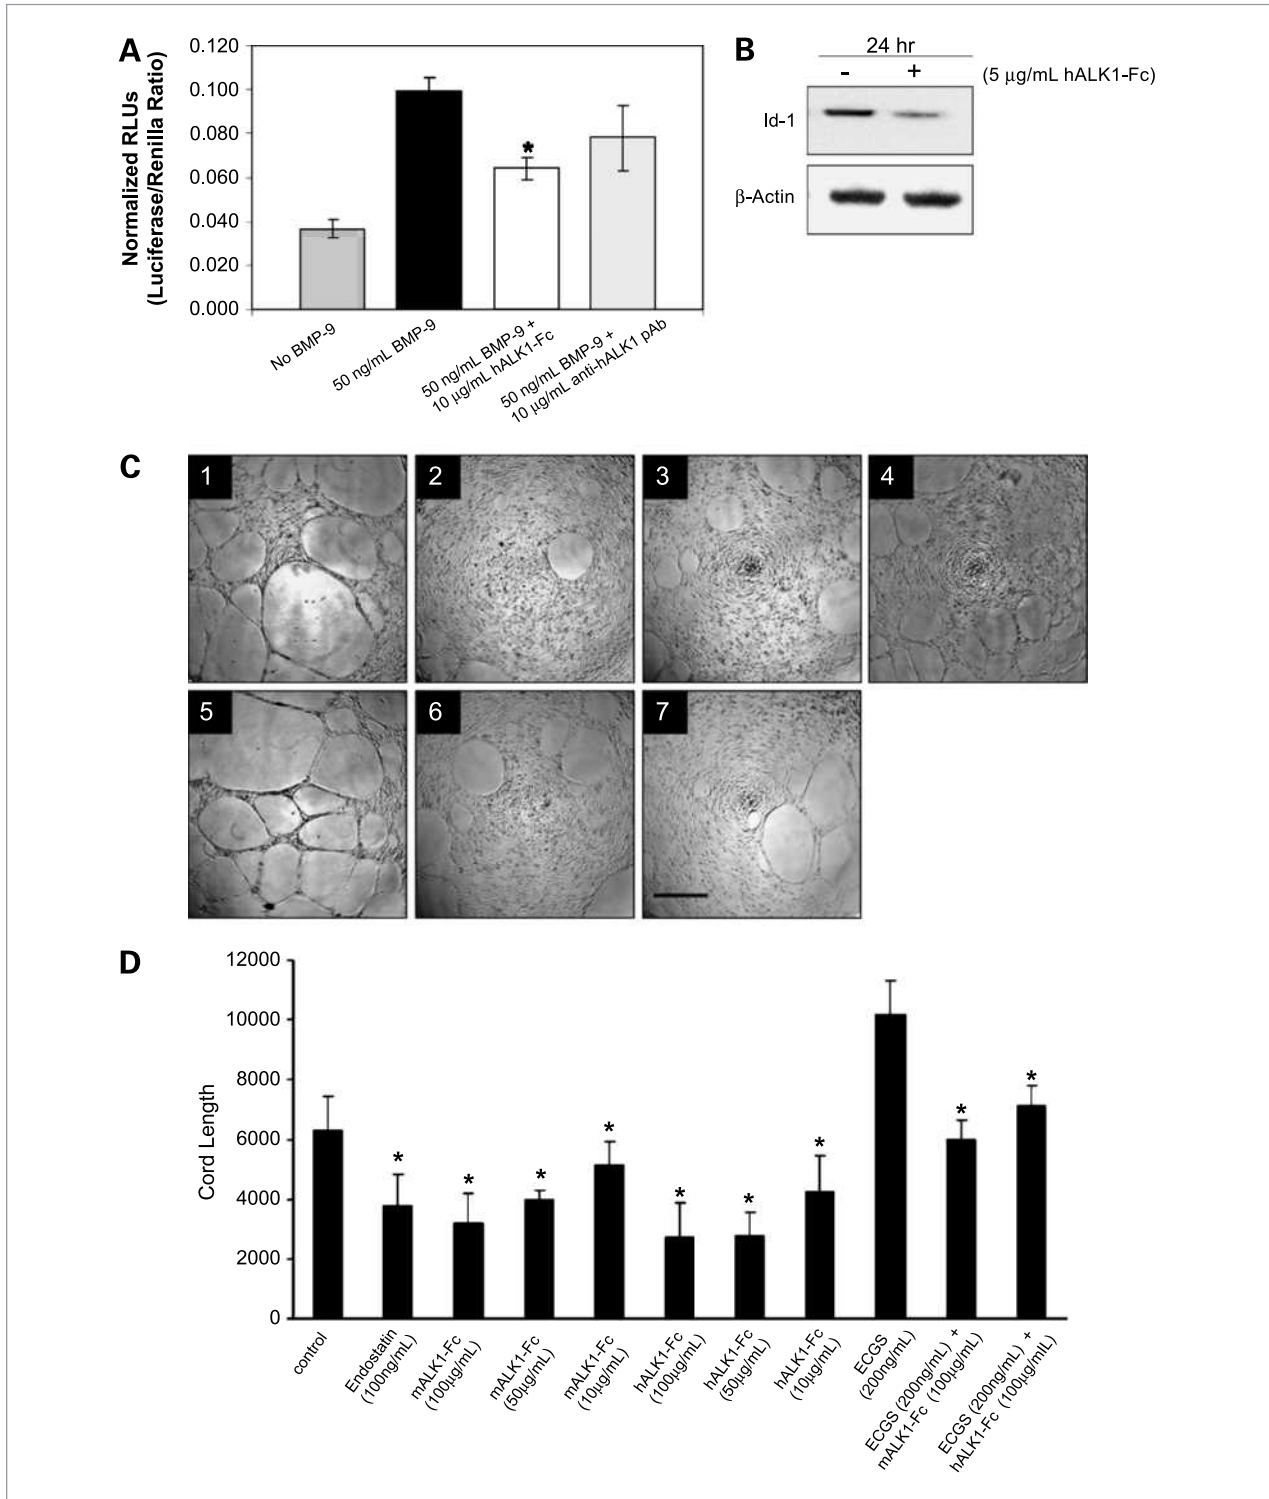 A
Normalized RLUs
(Luciferase/Renilla Ratio)
0.120
0.100
0.080
0.060
0.040
0.020
0.000
*
No BMP-9
50 ng/mL BMP-9
50 ng/mL BMP-9 +
10 μg/mL hALK1-Fc
50 ng/mL BMP-9 +
10 μg/mL anti-hALK1 pAb
B
24 hr
- + (5 μg/mL hALK1-Fc)
Id-1
β-Actin
C
1
2
3
4
5
6
7
D
Cord Length
12000
10000
8000
6000
4000
2000
0
* * * * * * * * *
control
Endostatin
(100ng/mL)
mALK1-Fc
(100μg/mL)
mALK1-Fc
(50μg/mL)
mALK1-Fc
(10μg/mL)
hALK1-Fc
(100μg/mL)
hALK1-Fc
(50μg/mL)
hALK1-Fc
(10μg/mL)
ECGS
(200ng/mL)
ECGS (200ng/mL) +
mALK1-Fc (100μg/mL)
ECGS (200ng/mL) +
hALK1-Fc (100μg/mL)